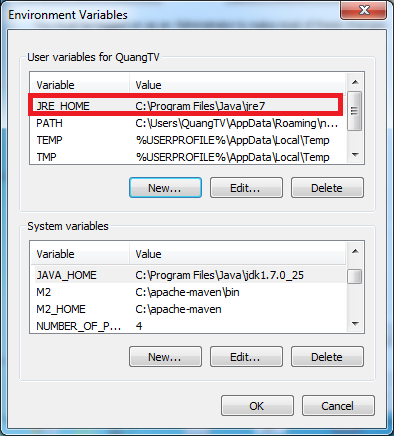 Environment Variables
User variables for QuangTV
Variable Value
JRE_HOME C:\Program Files\Java\jre7
PATH C:\Users\QuangTV\AppData\Roaming\n...
TEMP %USERPROFILE%\AppData\Local\Temp
TMP %USERPROFILE%\AppData\Local\Temp
New... Edit... Delete
System variables
Variable Value
JAVA_HOME C:\Program Files\Java\jdk1.7.0_25
M2 C:\apache-maven\bin
M2_HOME C:\apache-maven
NUMBER_OF_P... 4
New... Edit... Delete
OK Cancel